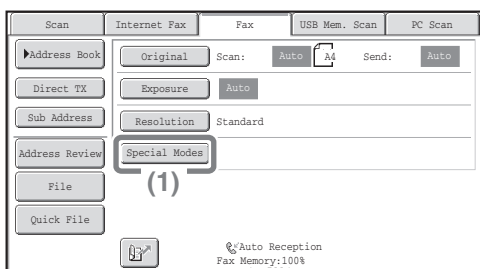 Scan Internet Fax Fax USB Mem. Scan PC Scan
Address Book Original Scan: Auto A4 Send: Auto
Direct TX Exposure Auto
Sub Address Resolution Standard
Address Review Special Modes
(1)
File
Quick File
Auto Reception
Fax Memory:100%